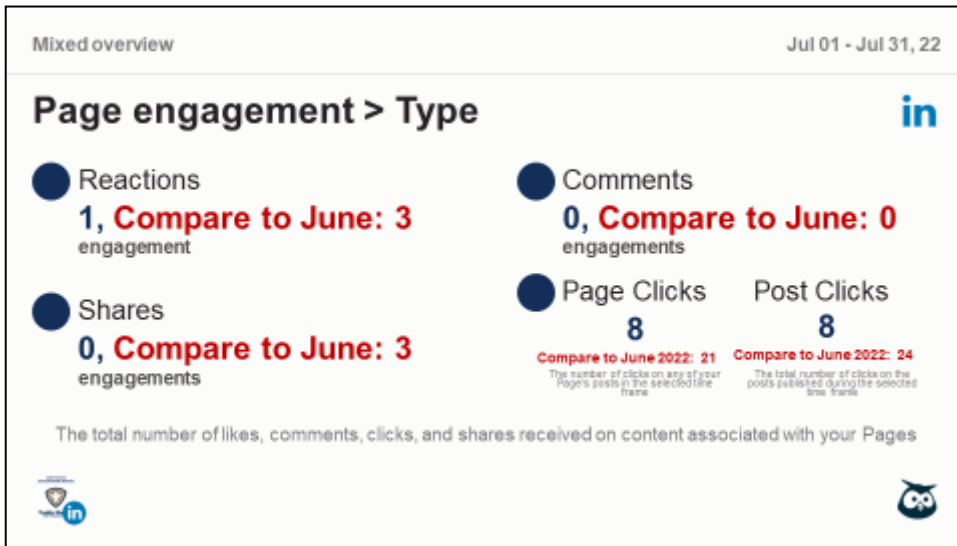 Mixed overview
Jul 01 - Jul 31, 22
Page engagement > Type
in
Reactions
1, Compare to June: 3
engagement
Comments
0, Compare to June: 0
engagements
Shares
0, Compare to June: 3
engagements
Page Clicks
8
Compare to June 2022: 21
The number of clicks on any of your
Page's posts in the selected time
frame
Post Clicks
8
Compare to June 2022: 24
The total number of clicks on the
posts published during the selected
time frame
The total number of likes, comments, clicks, and shares received on content associated with your Pages
in